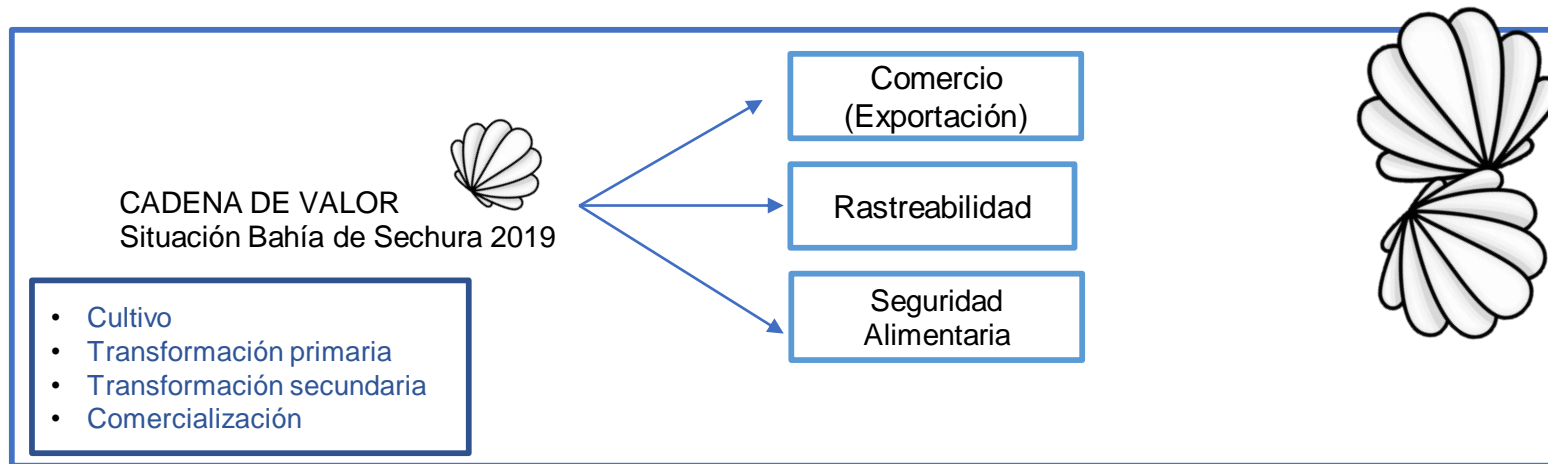 CADENA DE VALOR
Situación Bahía de Sechura 2019
• Cultivo
• Transformación primaria
• Transformación secundaria
• Comercialización
Comercio
(Exportación)
Rastreabilidad
Seguridad
Alimentaria